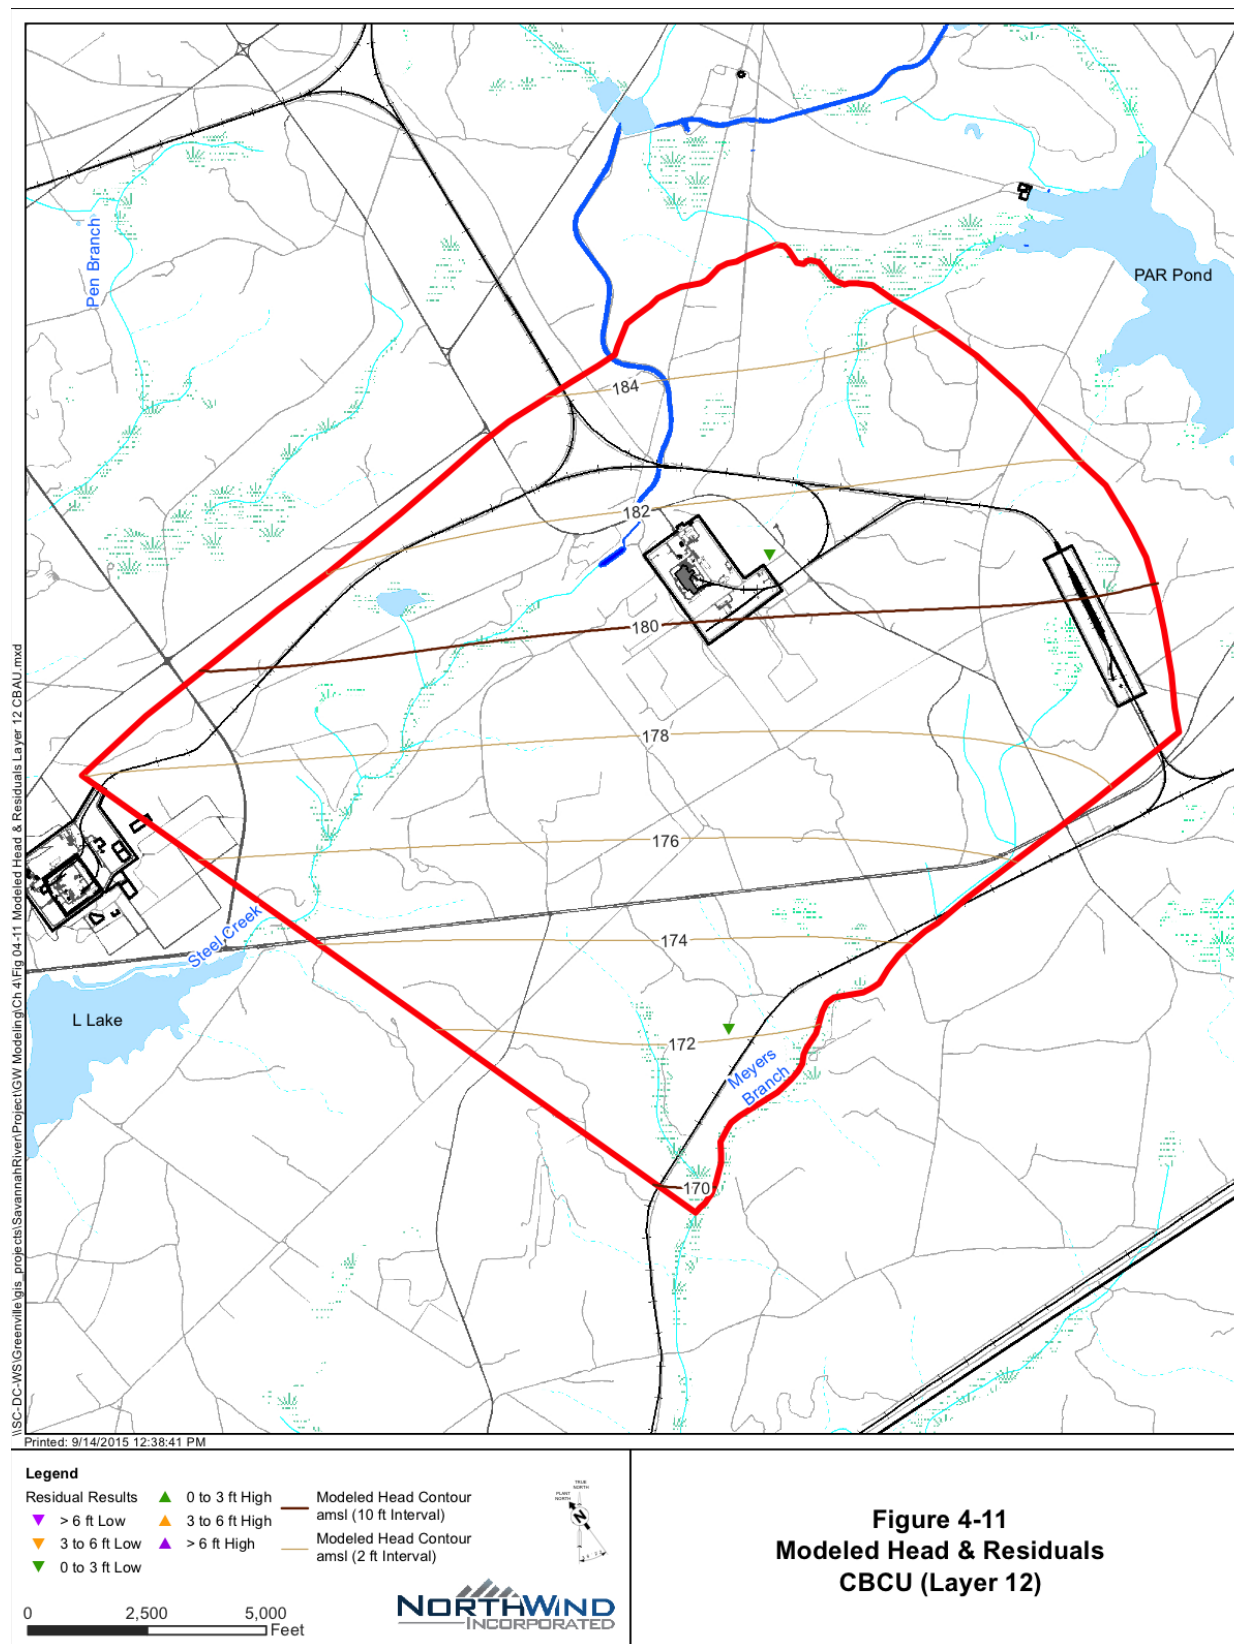 Pen Branch
PAR Pond
184
182
180
178
176
Steel Creek
174
L Lake
172
Meyers
Branch
170
\\SC-DC-WS\Greenville\gis_projects\SavannahRiver\Project\GW Modeling\Ch 4\Fig 04-11 Modeled Head & Residuals Layer 12 CBAU.mxd
Printed: 9/14/2015 12:38:41 PM
Legend
Residual Results
> 6 ft Low
3 to 6 ft Low
0 to 3 ft Low
0 to 3 ft High
3 to 6 ft High
> 6 ft High
Modeled Head Contour
amsl (10 ft Interval)
Modeled Head Contour
amsl (2 ft Interval)
TRUE
NORTH
PLANT
NORTH
N
0 2,500 5,000
Feet
NORTHWIND
INCORPORATED
Figure 4-11
Modeled Head & Residuals
CBCU (Layer 12)